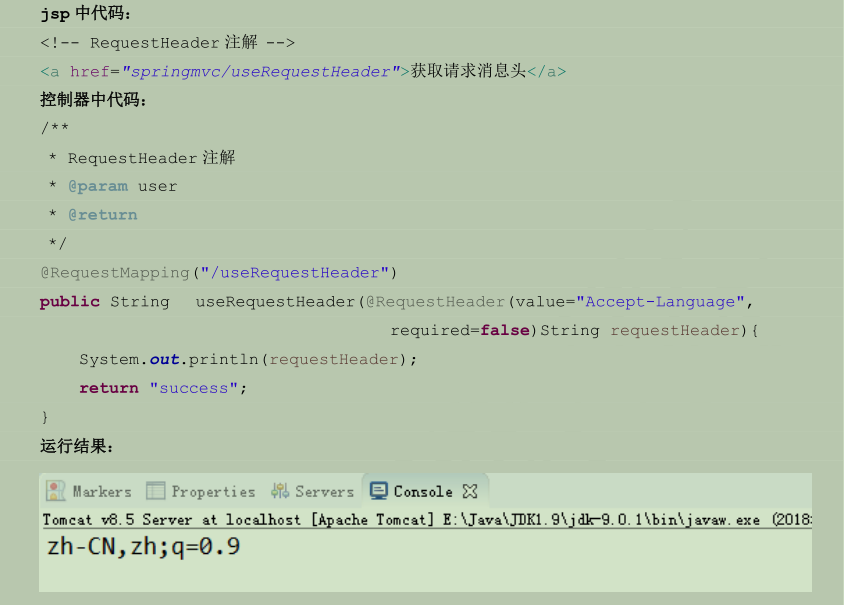 jsp 中代码：
<!-- RequestHeader 注解 -->
<a href="springmvc/useRequestHeader">获取请求消息头</a>
控制器中代码：
/**
 * RequestHeader 注解
 * @param user
 * @return
 */
@RequestMapping("/useRequestHeader")
public String useRequestHeader(@RequestHeader(value="Accept-Language",
required=false)String requestHeader){
System.out.println(requestHeader);
return "success";
}
运行结果：
Markers Properties Servers Console
Tomcat v8.5 Server at localhost [Apache Tomcat] E:\Java\JDK1.9\jdk-9.0.1\bin\javaw.exe (2018
zh-CN,zh;q=0.9